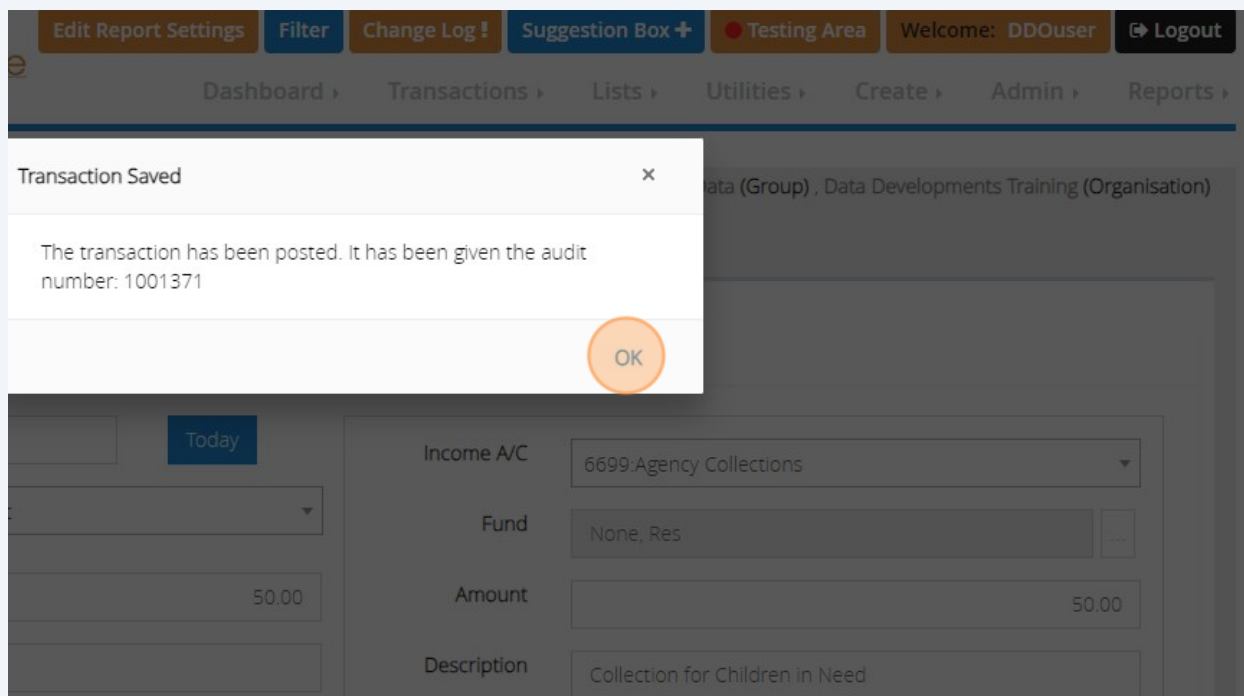 Edit Report Settings Filter Change Log ! Suggestion Box + Testing Area Welcome: DDOuser Logout
e
Dashboard Transactions Lists Utilities Create Admin Reports
Transaction Saved ×
(Group) , Data Developments Training (Organisation)
The transaction has been posted. It has been given the audit
number: 1001371
OK
Today
Income A/C 6699:Agency Collections
Fund None, Res ...
50.00 Amount 50.00
Description Collection for Children in Need